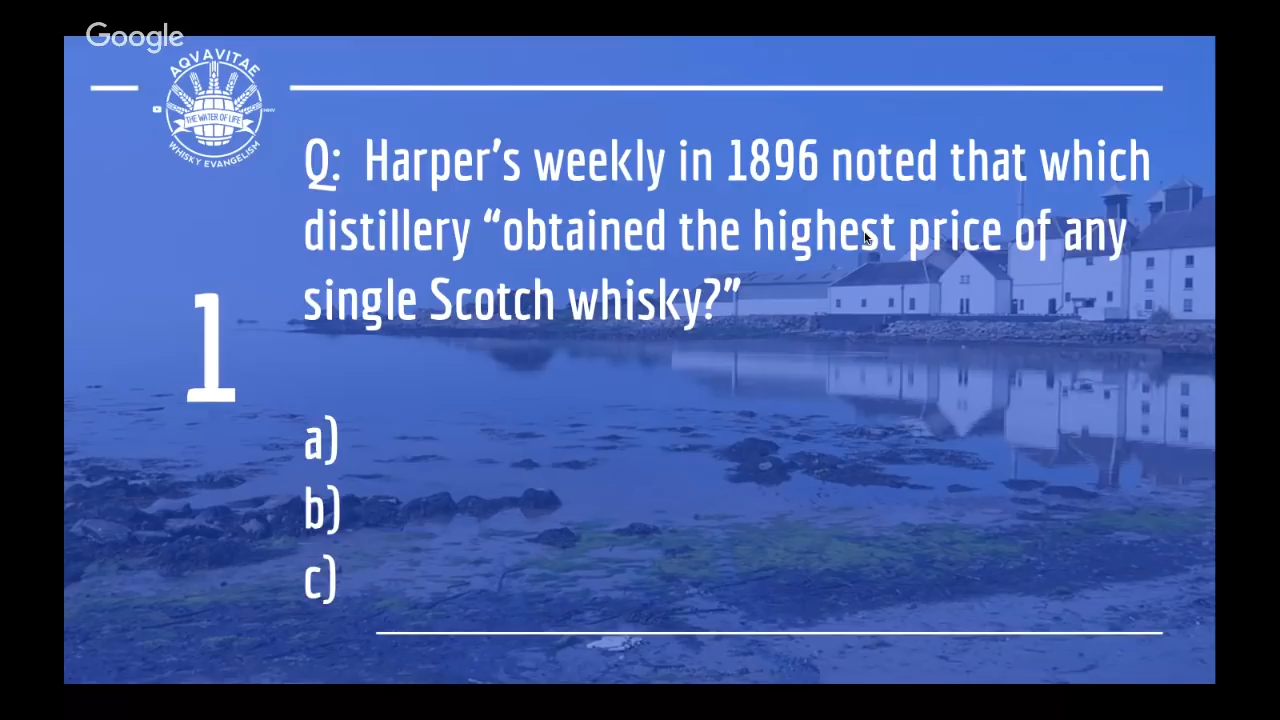 Google
AQVAVITAE
THE WATER OF LIFE
WHISKY EVANGELISM
Q: Harper’s weekly in 1896 noted that which
distillery “obtained the highest price of any
single Scotch whisky?”
1
a)
b)
c)